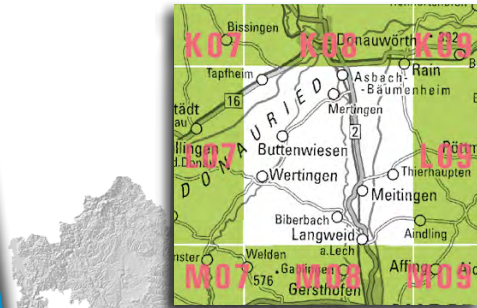 Bissingen
K07
K08
K09
Donauwörth
Tapfheim
Asbach-
-Bäumenheim
Rain
16
Mertingen
DONAURIED
2
L07
Buttenwiesen
L09
Wertingen
Thierhaupten
Meitingen
Biberbach
Langweid
a.Lech
Aindling
Welden
M07
576
M08
M09
Gersthofen